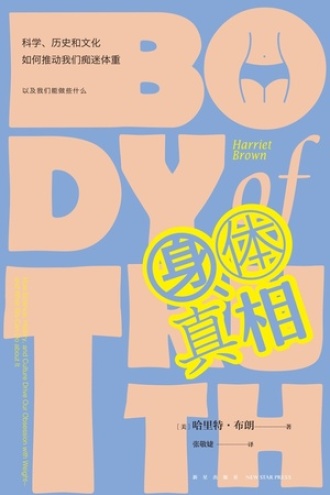 科学、历史和文化
如何推动我们痴迷体重
以及我们能做些什么
BO
DY of
Harriet
Brown
TRU
TH
身体
真相
[美] 哈里特·布朗 著
张敬婕 译
新星出版社 NEW STAR PRESS